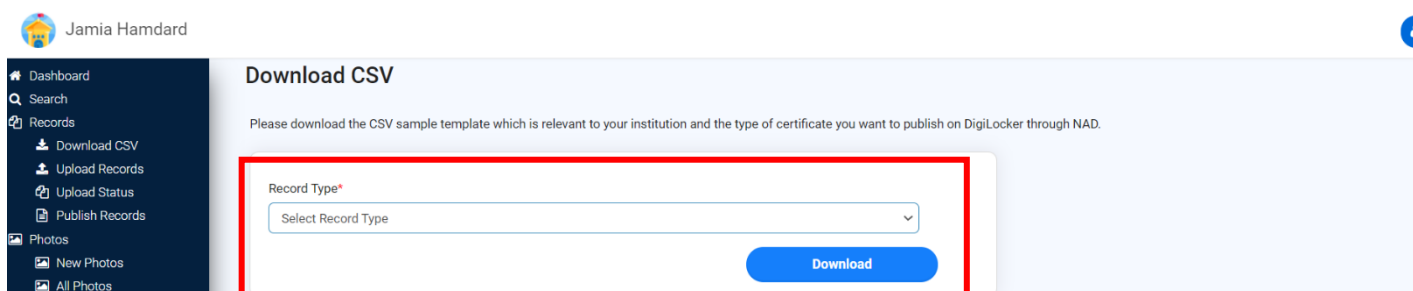 Jamia Hamdard
Dashboard
Search
Records
Download CSV
Upload Records
Upload Status
Publish Records
Photos
New Photos
All Photos
Download CSV
Please download the CSV sample template which is relevant to your institution and the type of certificate you want to publish on DigiLocker through NAD.
Record Type*
Select Record Type
Download